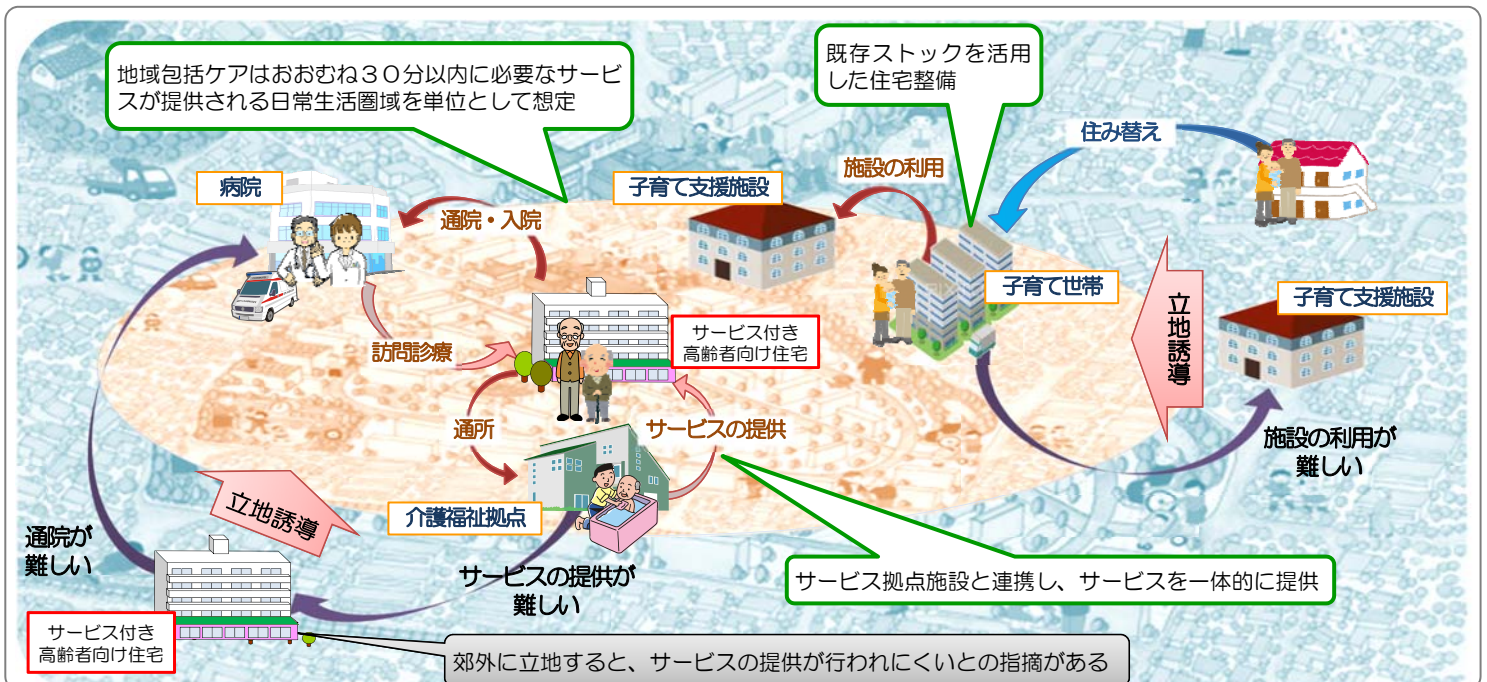 地域包括ケアはおおむね３０分以内に必要なサービ
スが提供される日常生活圏域を単位として想定
既存ストックを活用
した住宅整備
住み替え
病院
通院・入院
子育て支援施設
施設の利用
子育て世帯
立地誘導
子育て支援施設
サービス付き
高齢者向け住宅
訪問診療
通所
サービスの提供
施設の利用が
難しい
介護福祉拠点
立地誘導
通院が
難しい
サービスの提供が
難しい
サービス拠点施設と連携し、サービスを一体的に提供
サービス付き
高齢者向け住宅
郊外に立地すると、サービスの提供が行われにくいとの指摘がある